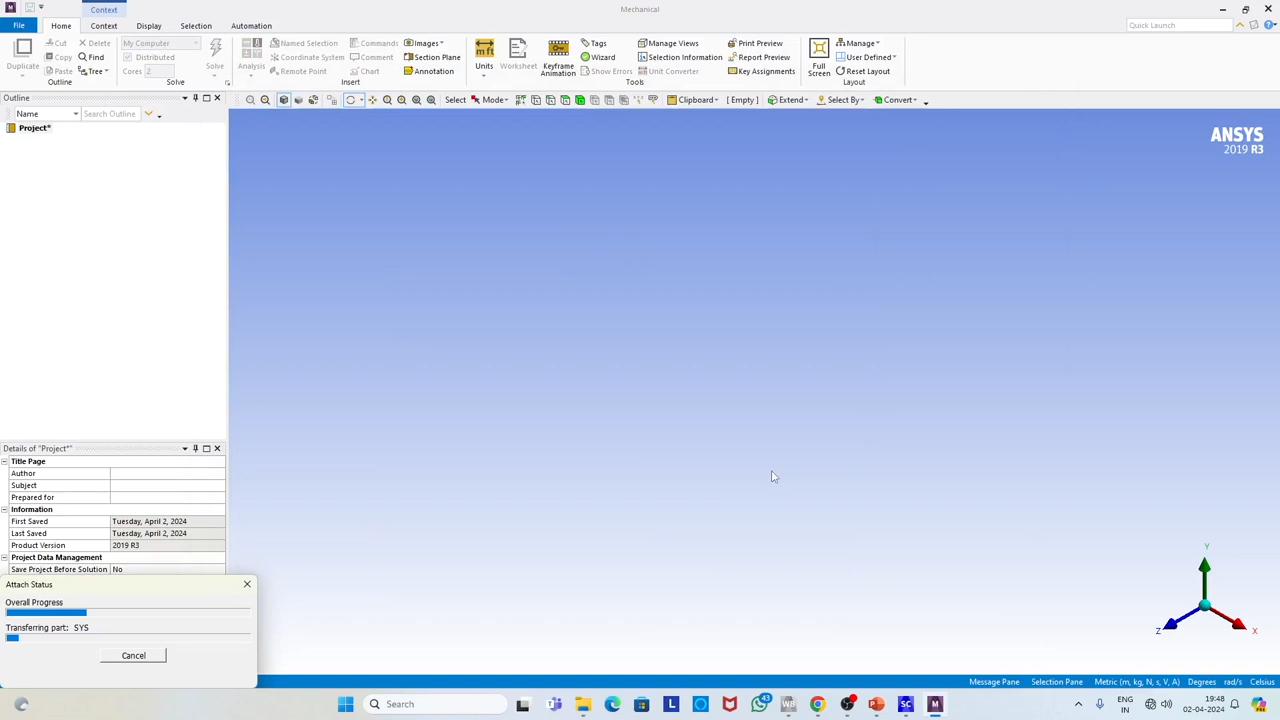 Context
Mechanical
File Home Context Display Selection Automation
Quick Launch
Duplicate
Cut Delete
Copy Find
Paste Tree
Outline
My Computer
Distributed
Cores 2
Solve
Solve
Analysis
Named Selection Commands Images
Coordinate System Comment Section Plane
Remote Point Chart Annotation
Insert
Units
Worksheet
Keyframe
Animation
Tags Manage Views Print Preview
Wizard Selection Information Report Preview
Show Errors Unit Converter Key Assignments
Tools
Full
Screen
Manage
User Defined
Reset Layout
Layout
Outline
Select Mode Clipboard [ Empty ] Extend Select By Convert
Name Search Outline
Project*
ANSYS
2019 R3
Details of "Project*"
Title Page
Author
Subject
Prepared for
Information
First Saved Tuesday, April 2, 2024
Last Saved Tuesday, April 2, 2024
Product Version 2019 R3
Project Data Management
Save Project Before Solution No
Attach Status
Overall Progress
Transferring part: SYS
Cancel
Y
Z
X
Message Pane Selection Pane Metric (m, kg, N, s, V, A) Degrees rad/s Celsius
Search
43
ENG
IN
19:48
02-04-2024